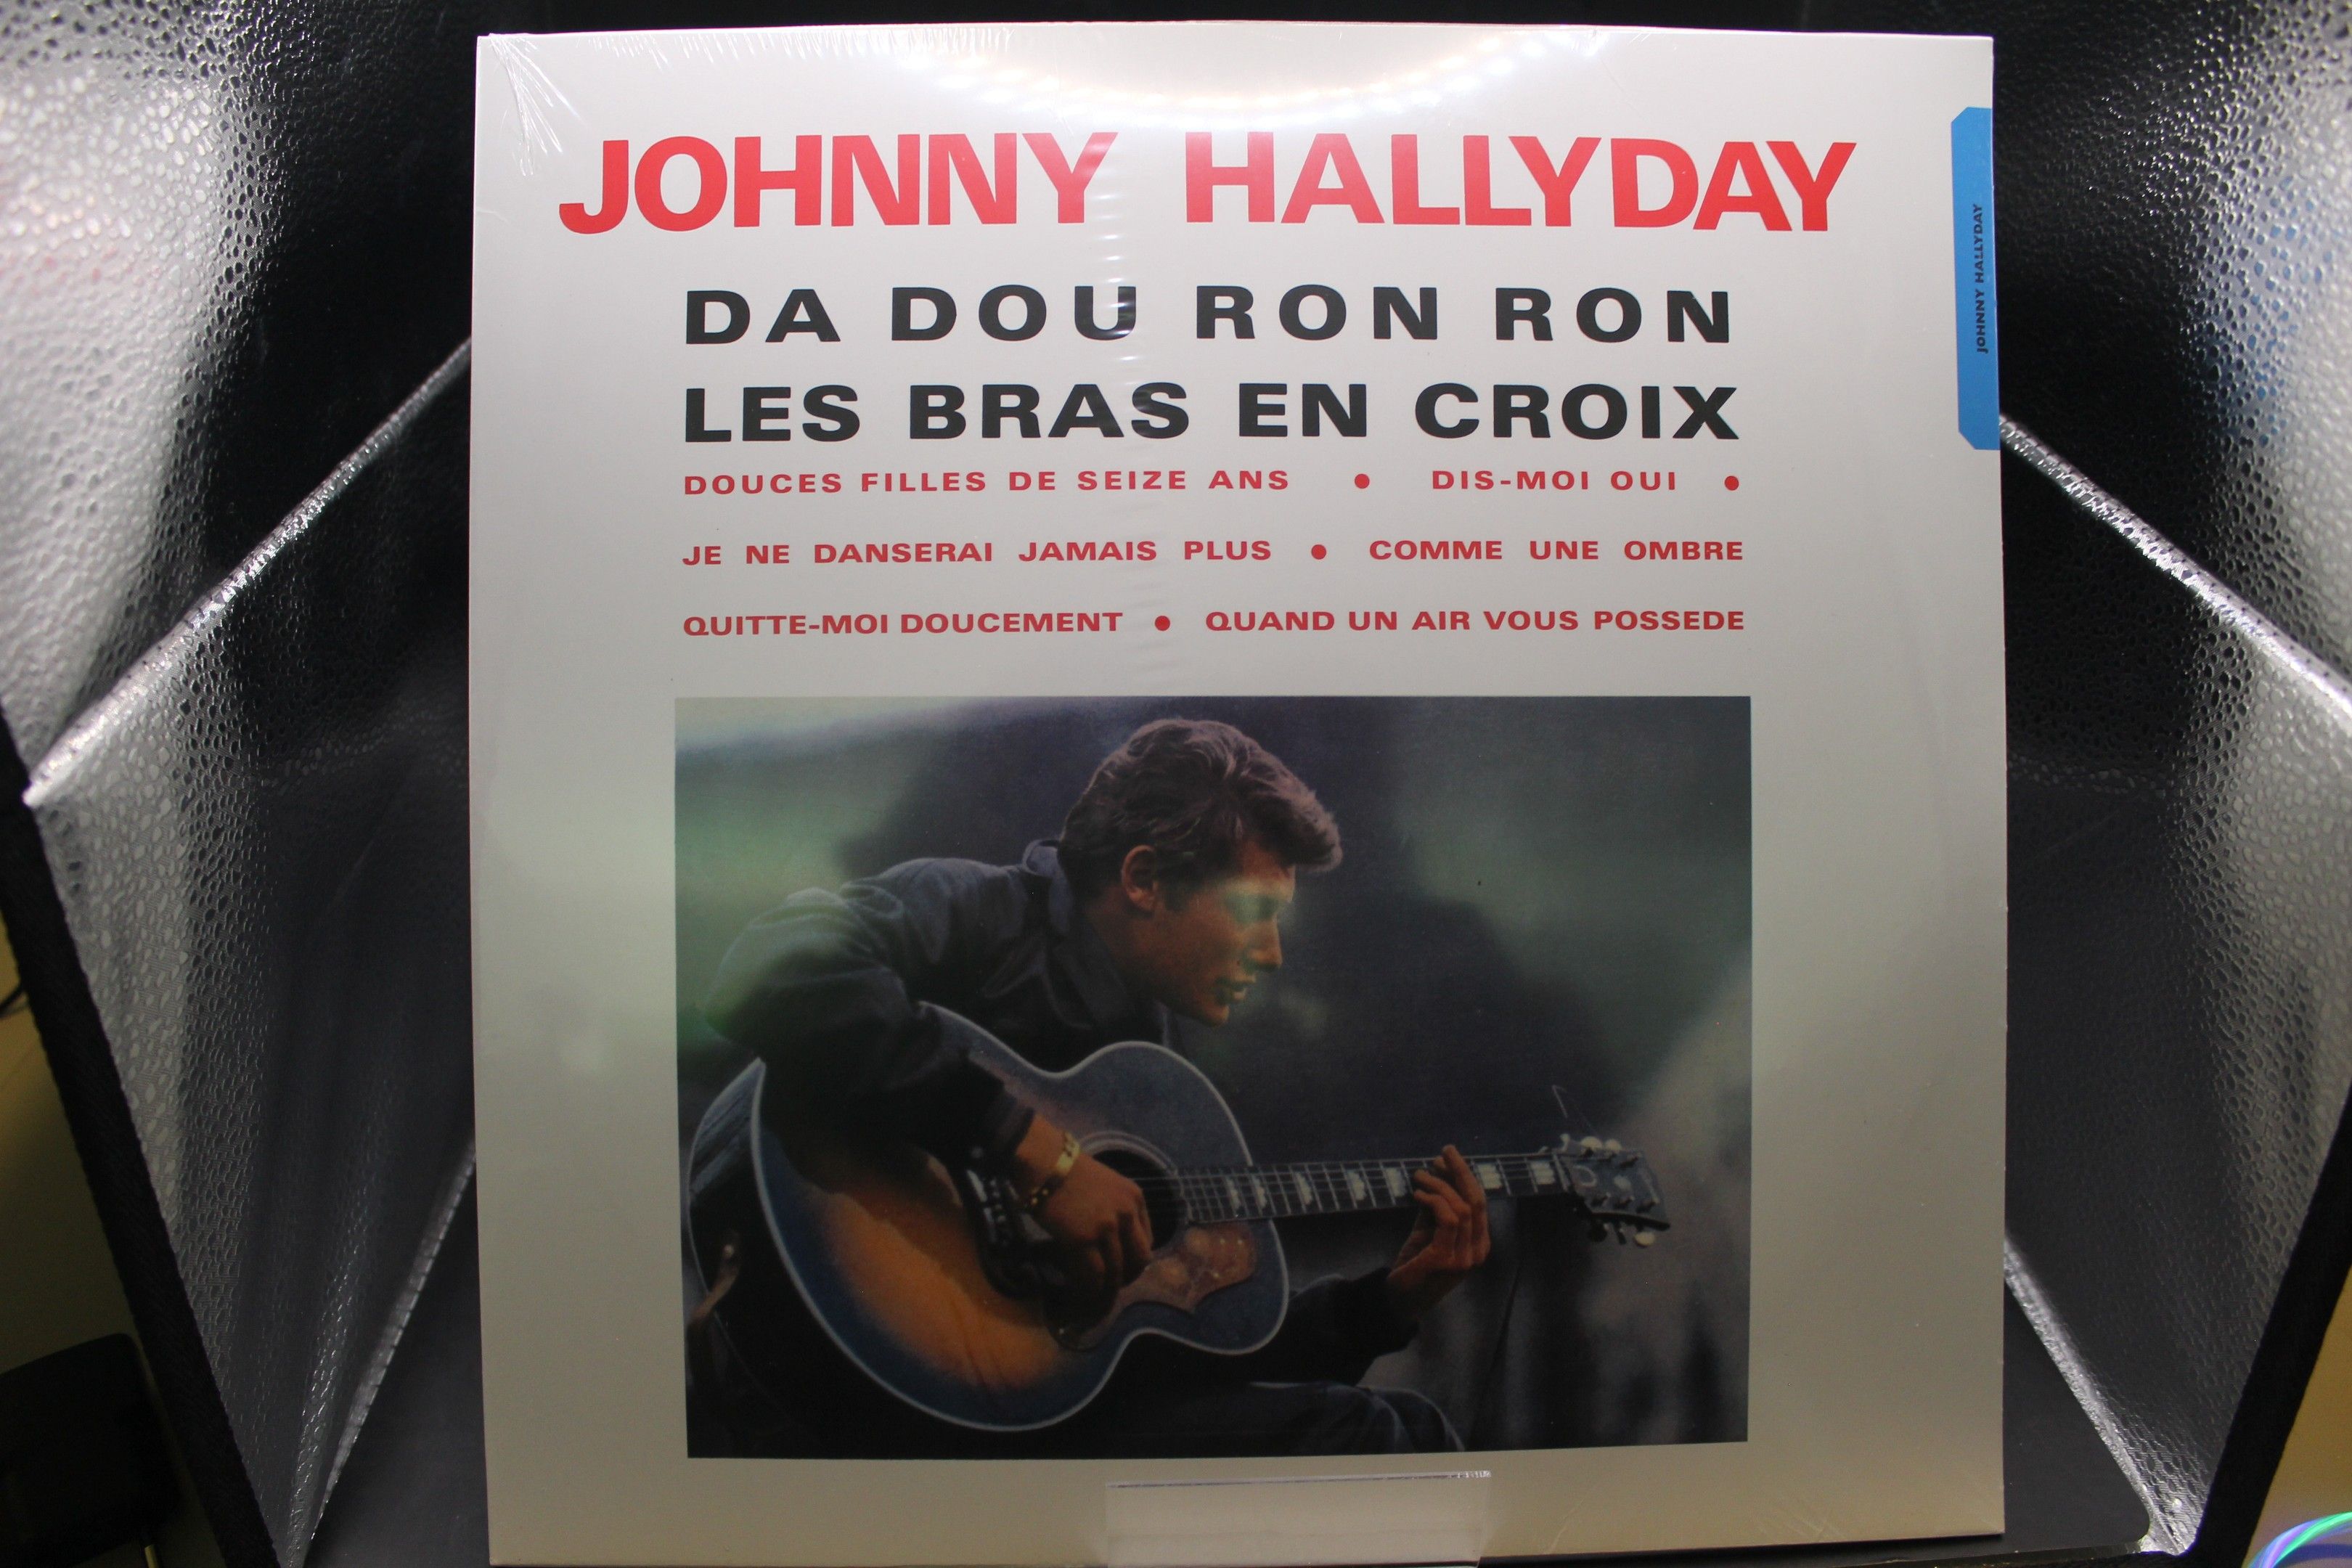 JOHNNY HALLYDAY
DA DOU RON RON
LES BRAS EN CROIX
DOUCES FILLES DE SEIZE ANS • DIS-MOI OUI •
JE NE DANSERAI JAMAIS PLUS • COMME UNE OMBRE
QUITTE-MOI DOUCEMENT • QUAND UN AIR VOUS POSSEDE
JOHNNY HALLYDAY